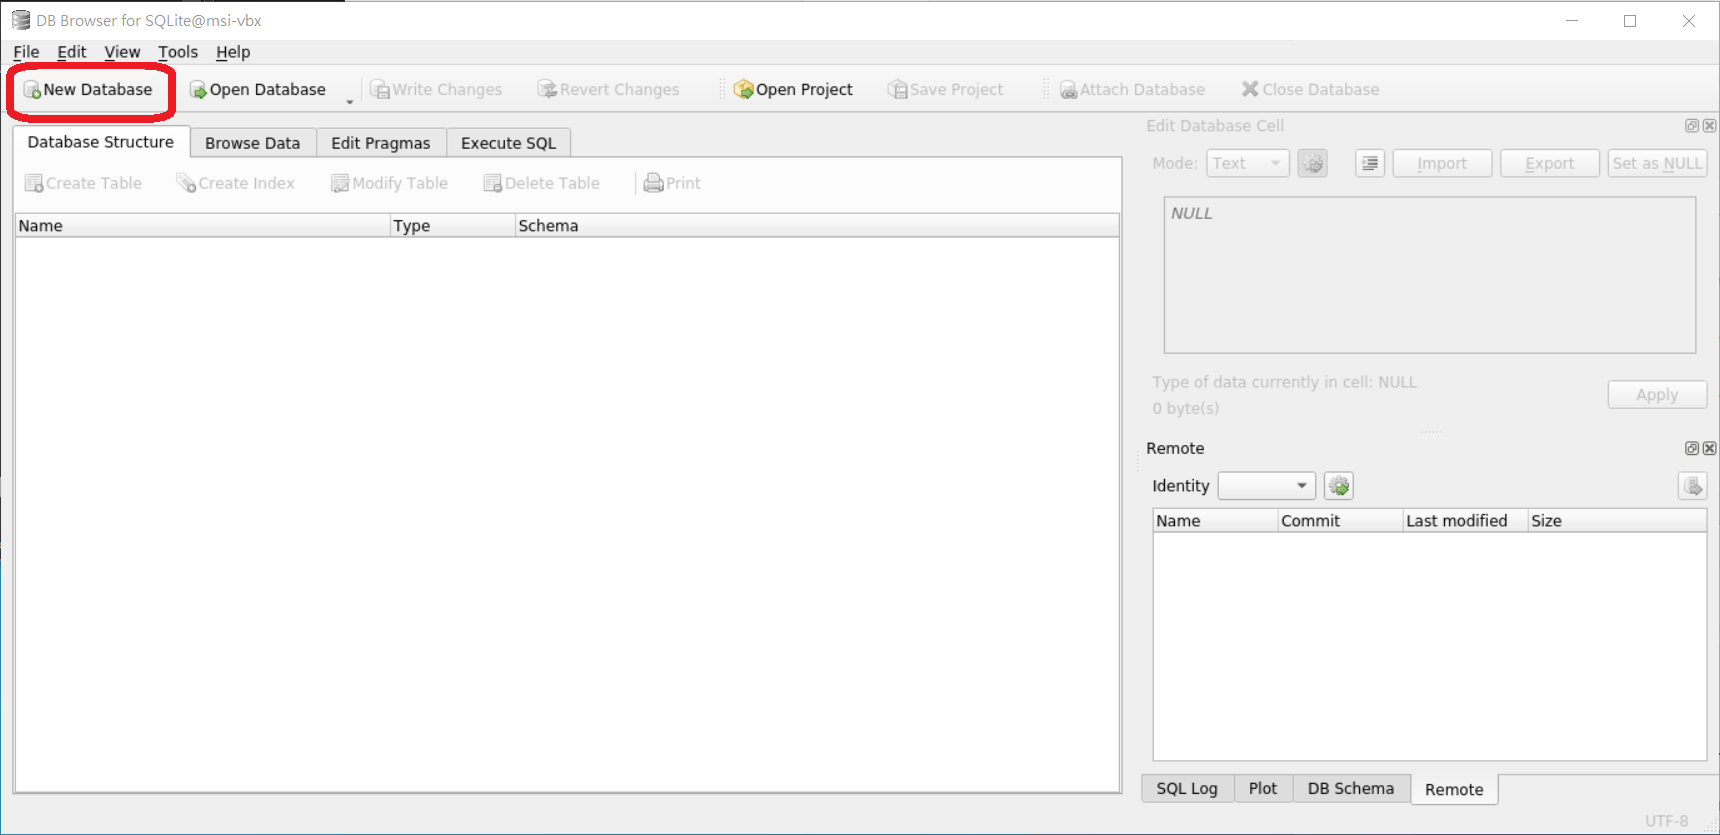 DB Browser for SQLite@msi-vbx
File Edit View Tools Help
New Database Open Database Write Changes Revert Changes Open Project Save Project Attach Database Close Database
Database Structure Browse Data Edit Pragmas Execute SQL
Create Table Create Index Modify Table Delete Table Print
Name Type Schema
Edit Database Cell
Mode: Text Import Export Set as NULL
NULL
Type of data currently in cell: NULL
0 byte(s)
Apply
Remote
Identity
Name Commit Last modified Size
SQL Log Plot DB Schema Remote
UTF-8